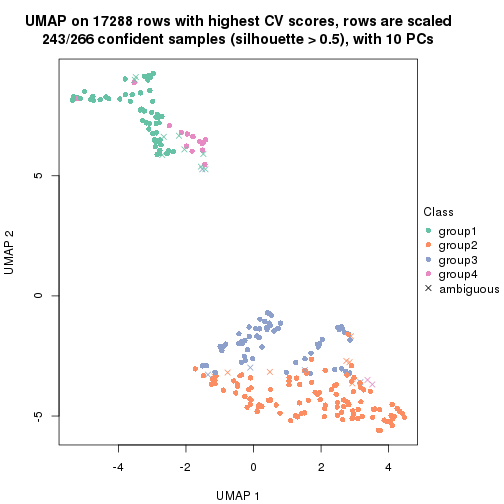 UMAP on 17288 rows with highest CV scores, rows are scaled
243/266 confident samples (silhouette > 0.5), with 10 PCs
UMAP 2
5
0
-5
-4
-2
0
2
4
UMAP 1
Class
group1
group2
group3
group4
ambiguous